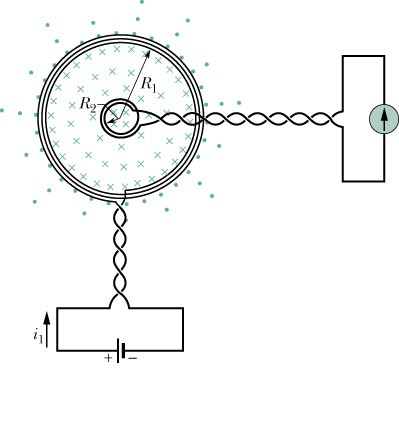 R₁
R₂
i₁
+ −